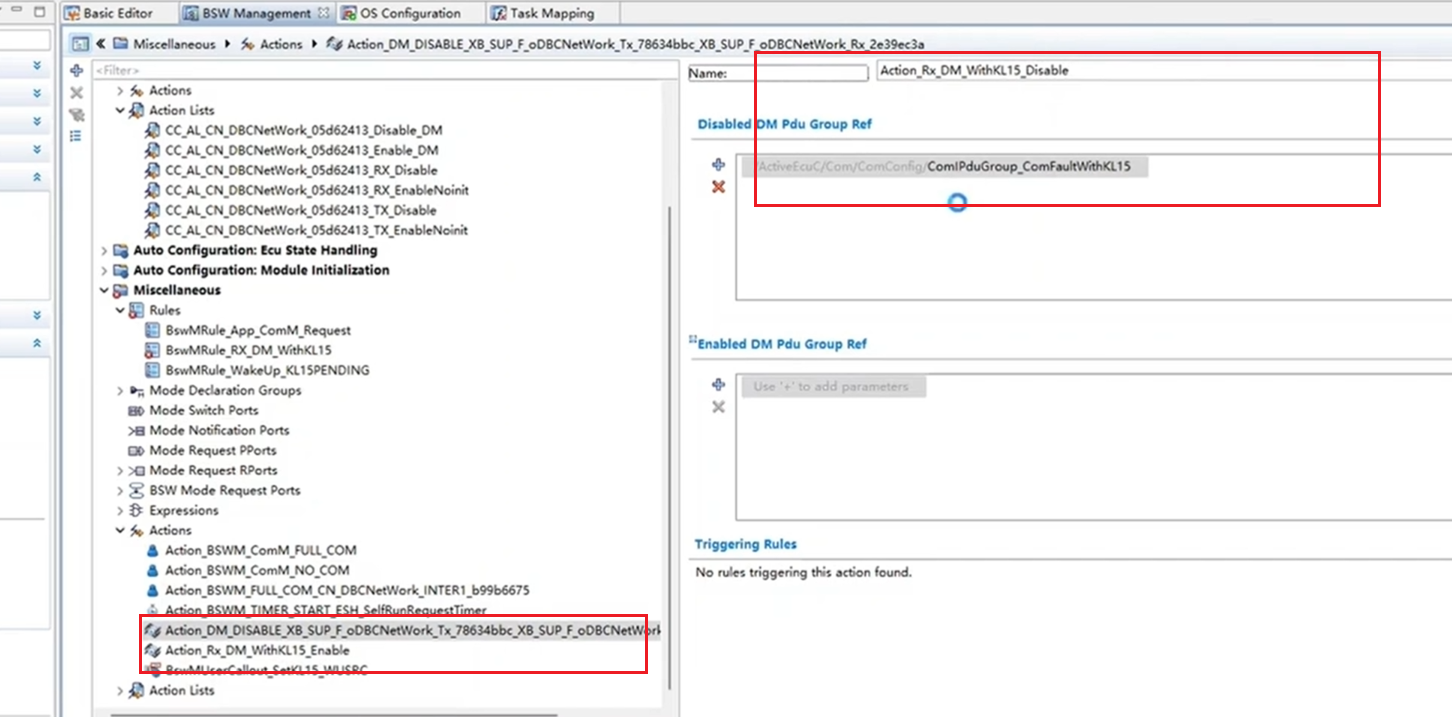 Basic Editor
BSW Management
OS Configuration
Task Mapping
Miscellaneous
Actions
Action_DM_DISABLE_XB_SUP_F_oDBCNetWork_Tx_78634bbc_XB_SUP_F_oDBCNetWork_Rx_2e39ec3a
<Filter>
Actions
Action Lists
CC_AL_CN_DBCNetWork_05d62413_Disable_DM
CC_AL_CN_DBCNetWork_05d62413_Enable_DM
CC_AL_CN_DBCNetWork_05d62413_RX_Disable
CC_AL_CN_DBCNetWork_05d62413_RX_EnableNoinit
CC_AL_CN_DBCNetWork_05d62413_TX_Disable
CC_AL_CN_DBCNetWork_05d62413_TX_EnableNoinit
Auto Configuration: Ecu State Handling
Auto Configuration: Module Initialization
Miscellaneous
Rules
BswMRule_App_ComM_Request
BswMRule_RX_DM_WithKL15
BswMRule_WakeUp_KL15PENDING
Mode Declaration Groups
Mode Switch Ports
Mode Notification Ports
Mode Request PPorts
Mode Request RPorts
BSW Mode Request Ports
Expressions
Actions
Action_BSWM_ComM_FULL_COM
Action_BSWM_ComM_NO_COM
Action_BSWM_FULL_COM_CN_DBCNetWork_INTER1_b99b6675
Action_BSWM_TIMER_START_ESH_SelfRunRequestTimer
Action_DM_DISABLE_XB_SUP_F_oDBCNetWork_Tx_78634bbc_XB_SUP_F_oDBCNetWork
Action_Rx_DM_WithKL15_Enable
BswMUserCallout_SetKL15_WUSRC
Action Lists
Name:
Action_Rx_DM_WithKL15_Disable
Disabled DM Pdu Group Ref
/ActiveEcuC/Com/ComConfig/ComIPduGroup_ComFaultWithKL15
Enabled DM Pdu Group Ref
Use '+' to add parameters
Triggering Rules
No rules triggering this action found.